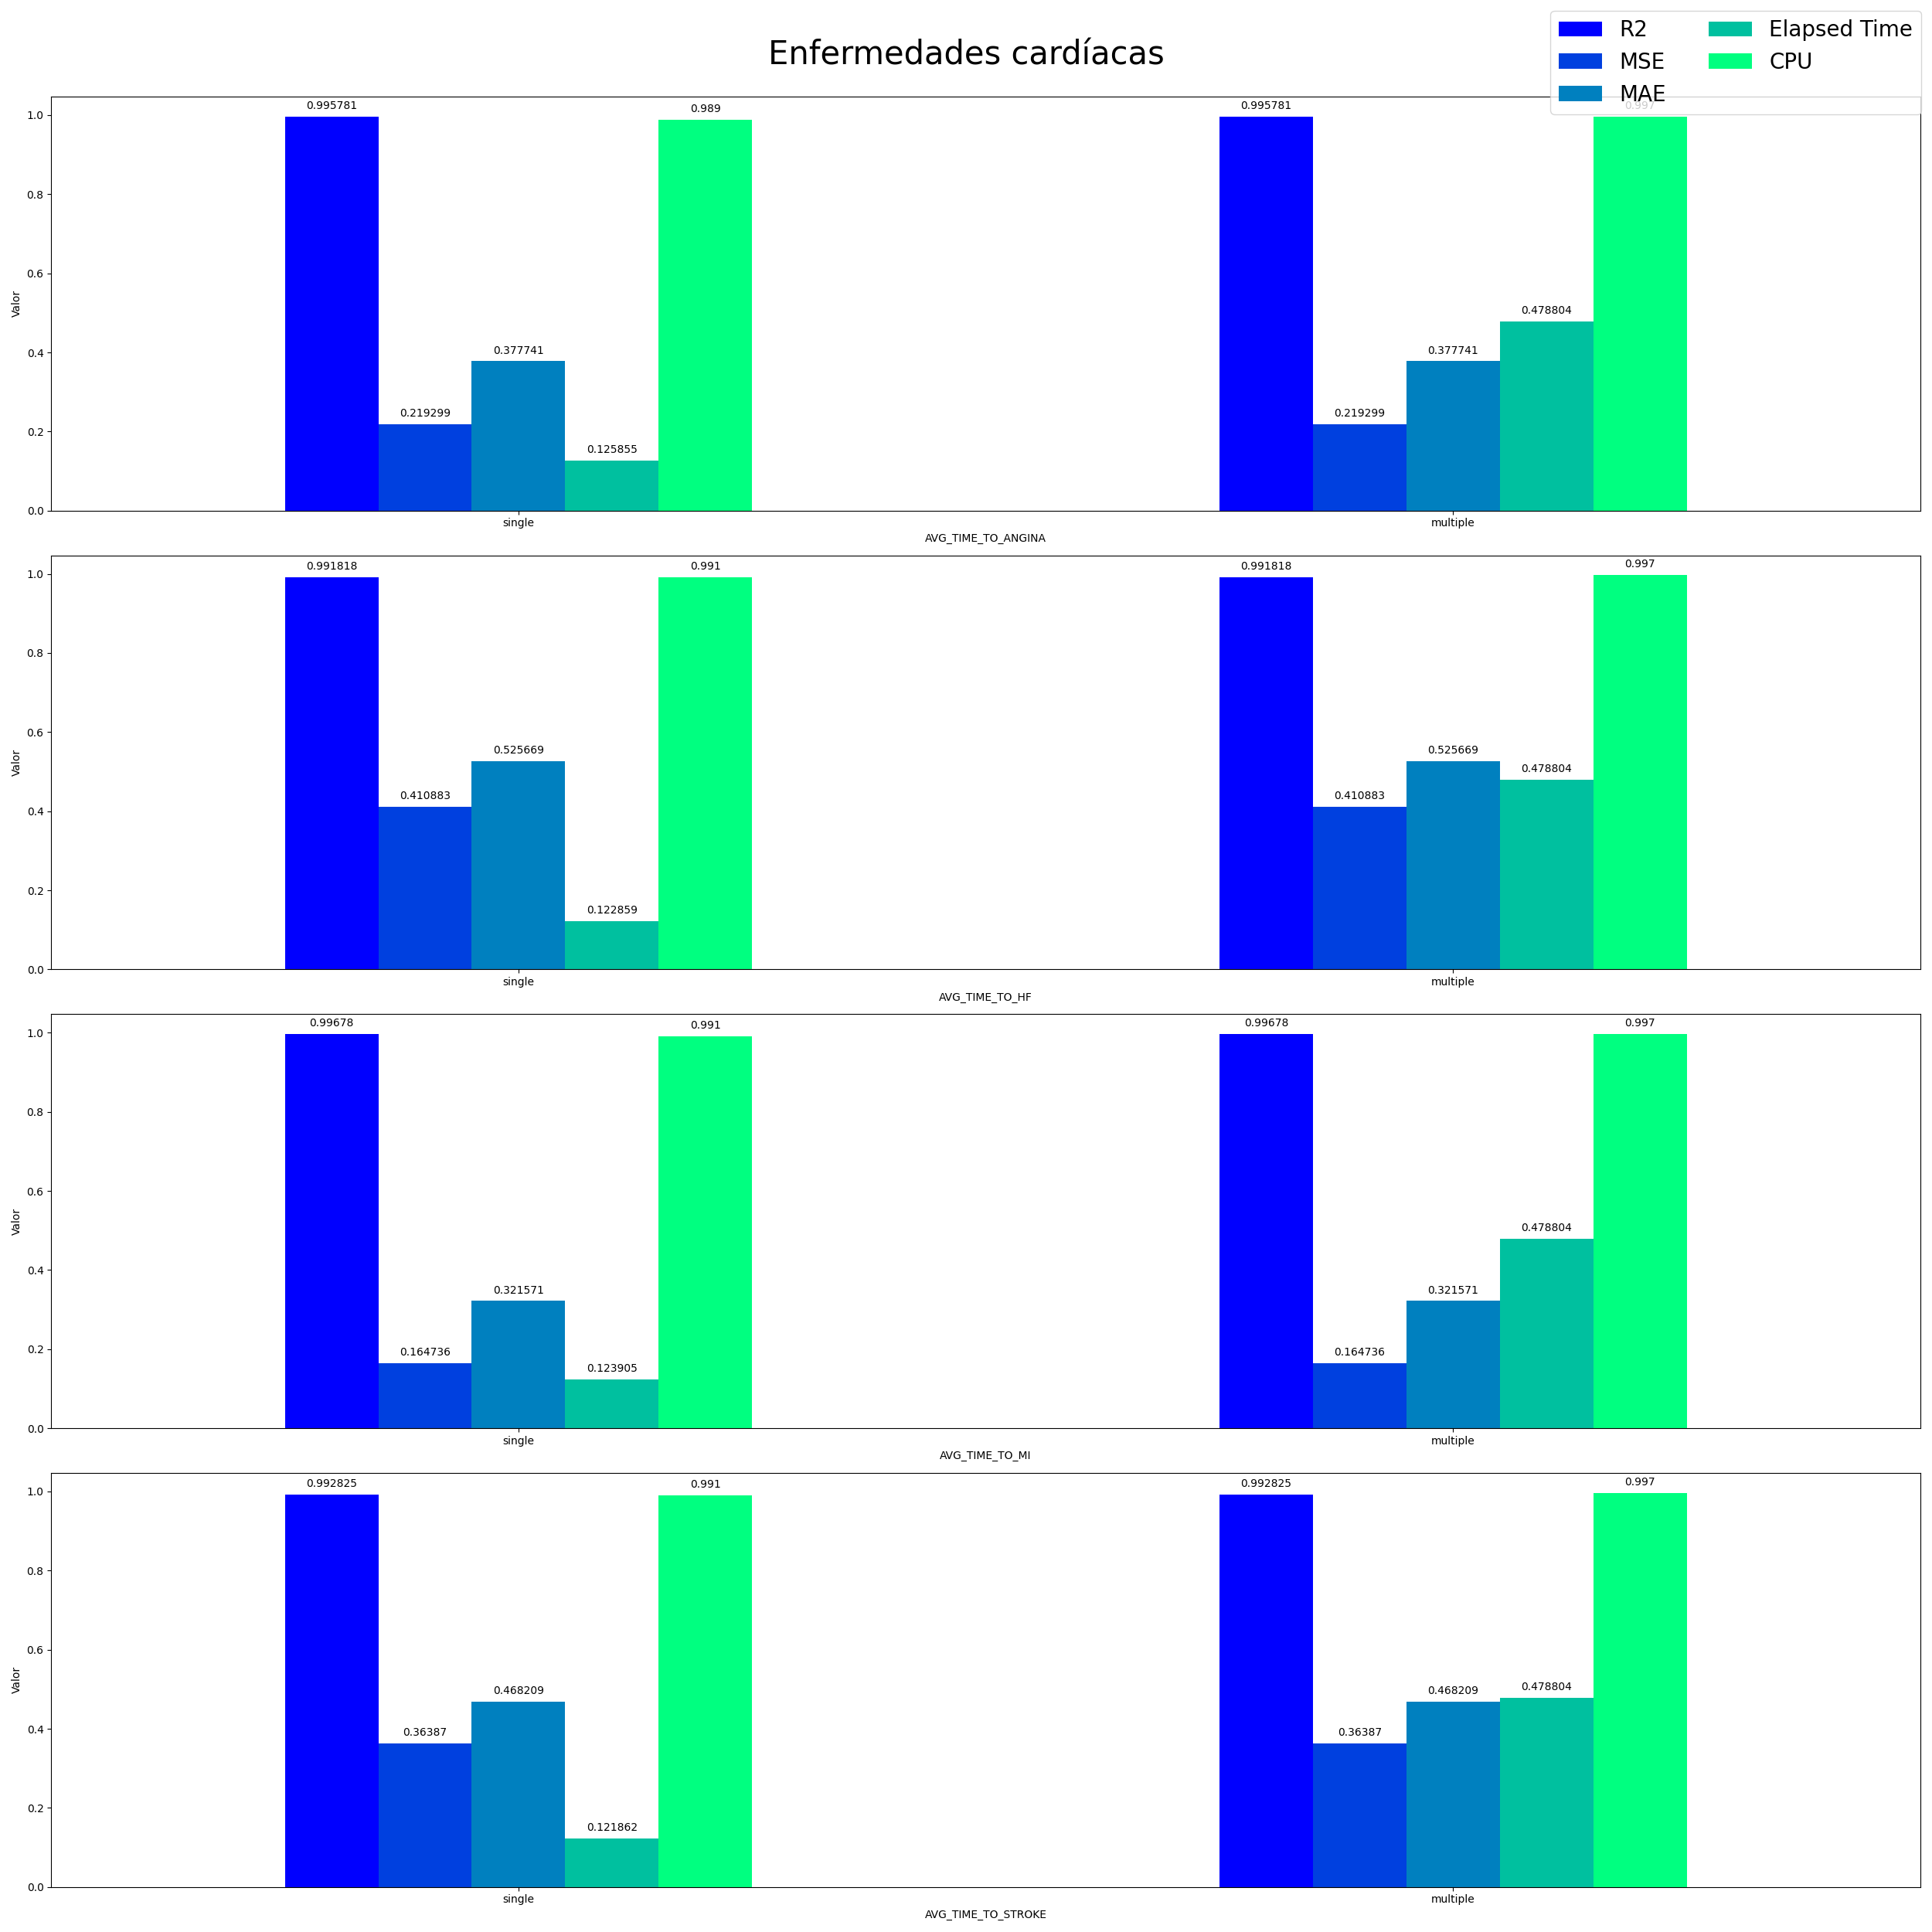 Enfermedades cardíacas
R2 Elapsed Time
MSE CPU
MAE
0.995781 0.989 0.995781 0.997
1.0
0.8
0.6
0.478804
0.377741 0.377741
0.4
0.219299 0.219299
0.2
0.125855
0.0
Valor
single multiple
AVG_TIME_TO_ANGINA
0.991818 0.991 0.991818 0.997
1.0
0.8
0.6
0.525669 0.525669
0.478804
0.410883 0.410883
0.4
0.2
0.122859
0.0
Valor
single multiple
AVG_TIME_TO_HF
0.99678 0.991 0.99678 0.997
1.0
0.8
0.6
0.478804
0.4
0.321571 0.321571
0.2
0.164736 0.164736
0.123905
0.0
Valor
single multiple
AVG_TIME_TO_MI
0.992825 0.991 0.992825 0.997
1.0
0.8
0.6
0.468209 0.468209 0.478804
0.4
0.36387 0.36387
0.2
0.121862
0.0
Valor
single multiple
AVG_TIME_TO_STROKE